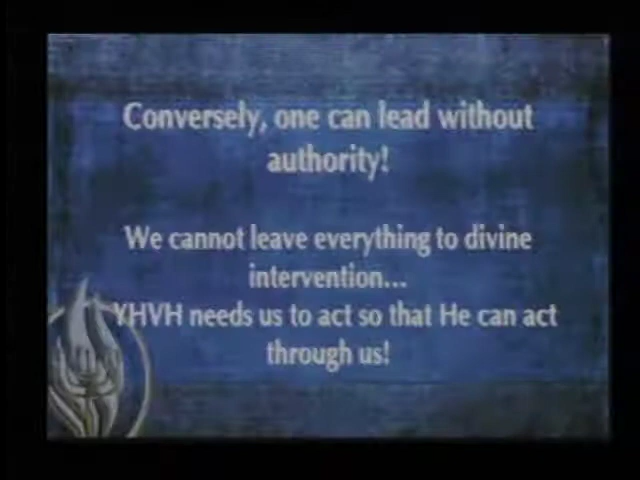 Conversely, one can lead without
authority!
We cannot leave everything to divine
intervention...
YHVH needs us to act so that He can act
through us!